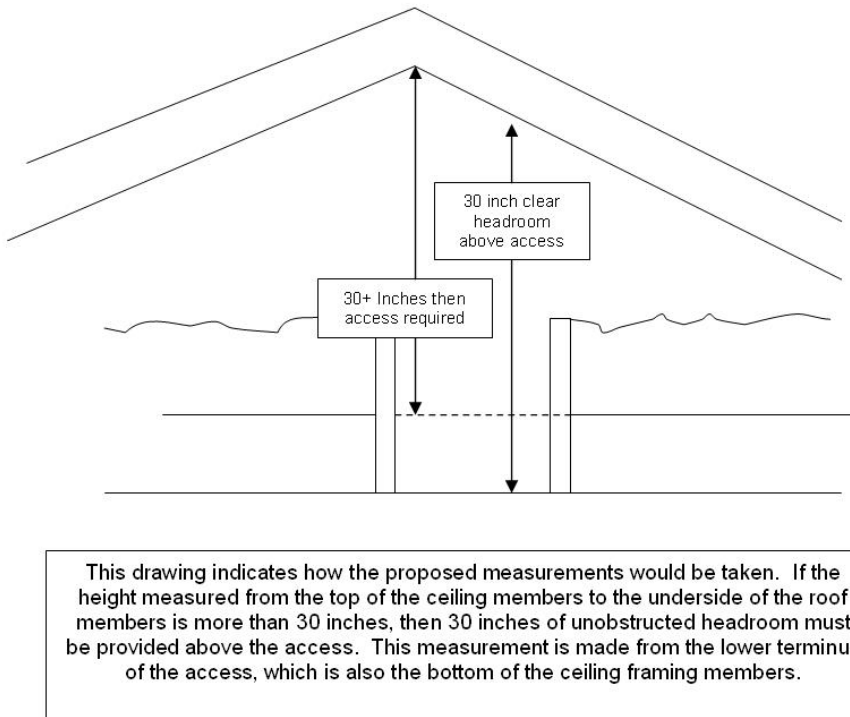 30 inch clear
headroom
above access
30+ Inches then
access required
This drawing indicates how the proposed measurements would be taken. If the
height measured from the top of the ceiling members to the underside of the roof
members is more than 30 inches, then 30 inches of unobstructed headroom must
be provided above the access. This measurement is made from the lower terminu
of the access, which is also the bottom of the ceiling framing members.